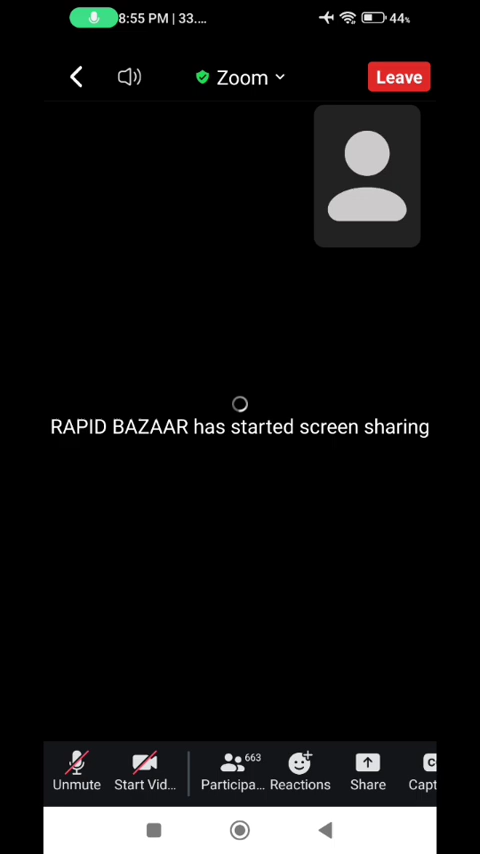 8:55 PM | 33....
44%
Zoom
Leave
RAPID BAZAAR has started screen sharing
663
Unmute
Start Vid...
Participa...
Reactions
Share
Capt